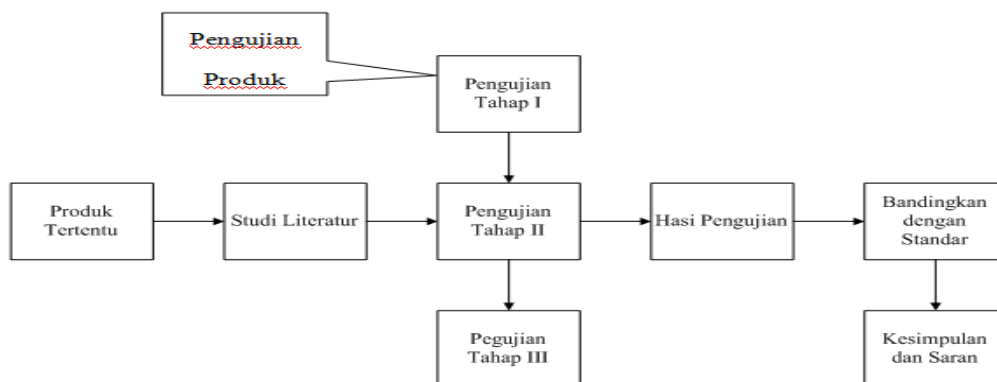 Pengujian
Produk
Pengujian
Tahap I
Produk
Tertentu
Studi Literatur
Pengujian
Tahap II
Hasi Pengujian
Bandingkan
dengan
Standar
Pegujian
Tahap III
Kesimpulan
dan Saran